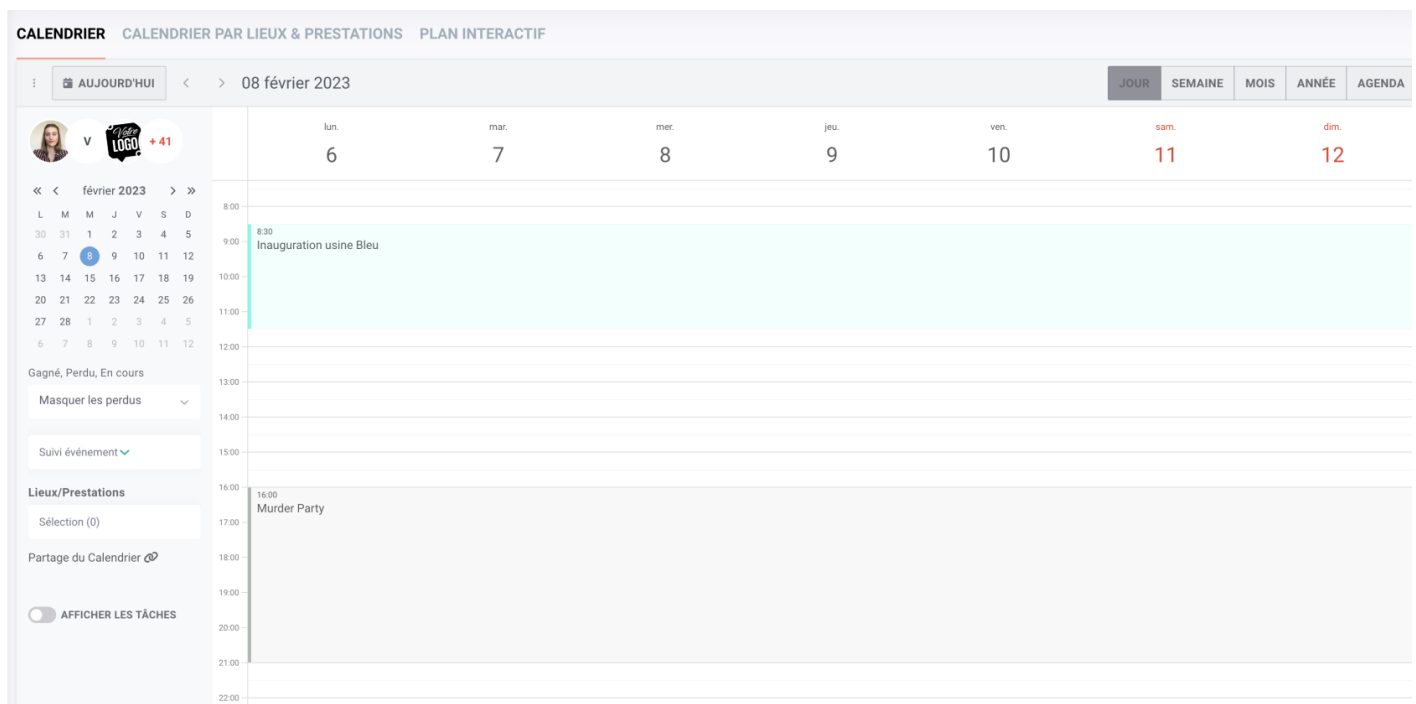 CALENDRIER CALENDRIER PAR LIEUX & PRESTATIONS PLAN INTERACTIF
AUJOURD'HUI < > 08 février 2023 JOUR SEMAINE MOIS ANNÉE AGENDA
V Votre LOGO + 41
« < février 2023 > »
L M M J V S D
30 31 1 2 3 4 5
6 7 8 9 10 11 12
13 14 15 16 17 18 19
20 21 22 23 24 25 26
27 28 1 2 3 4 5
6 7 8 9 10 11 12
Gagné, Perdu, En cours
Masquer les perdus
Suivi événement
Lieux/Prestations
Sélection (0)
Partage du Calendrier
AFFICHER LES TÂCHES
lun. mar. mer. jeu. ven. sam. dim.
6 7 8 9 10 11 12
8:00
8:30
9:00 Inauguration usine Bleu
10:00
11:00
12:00
13:00
14:00
15:00
16:00
16:00
Murder Party
17:00
18:00
19:00
20:00
21:00
22:00